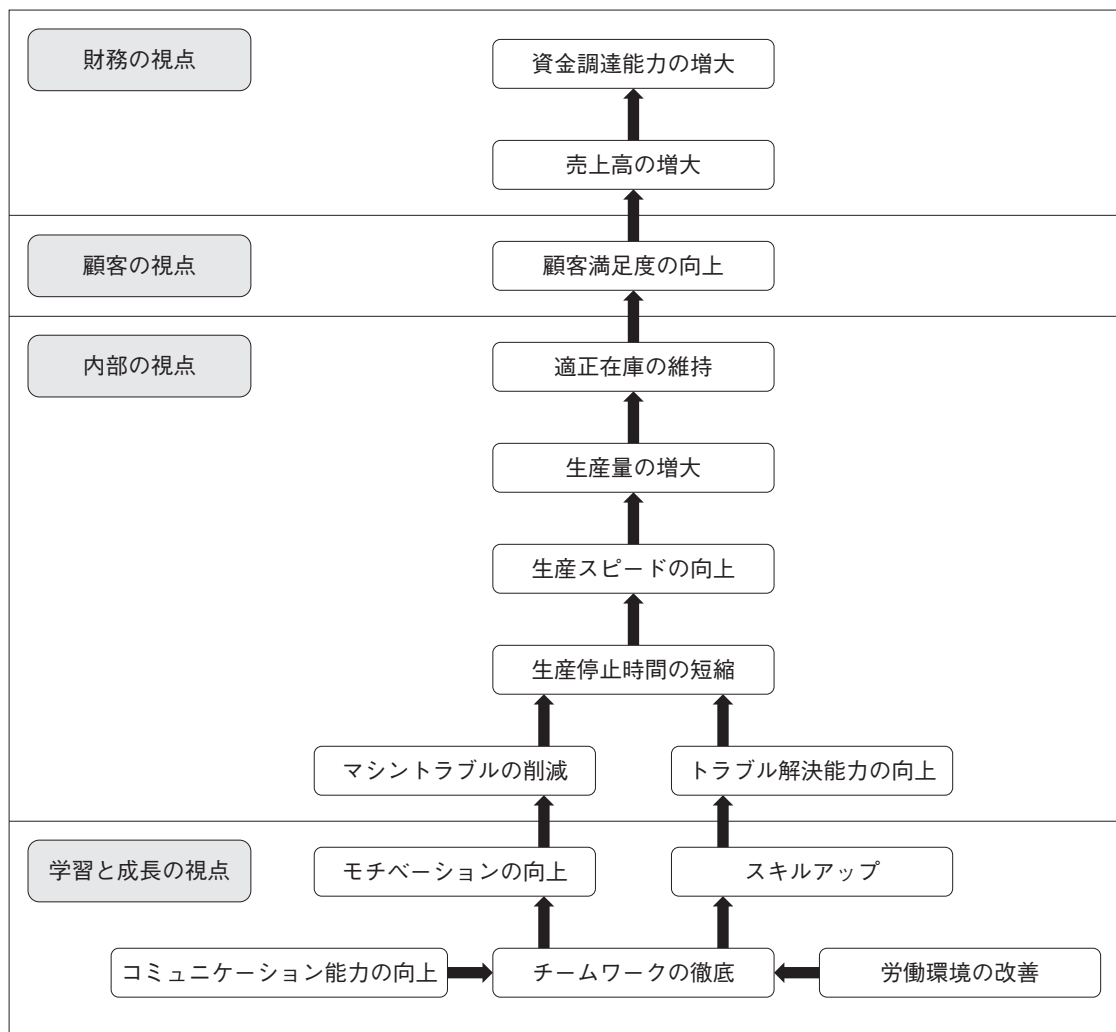 財務の視点
資金調達能力の増大
売上高の増大
顧客の視点
顧客満足度の向上
内部の視点
適正在庫の維持
生産量の増大
生産スピードの向上
生産停止時間の短縮
マシントラブルの削減
トラブル解決能力の向上
学習と成長の視点
モチベーションの向上
スキルアップ
コミュニケーション能力の向上
チームワークの徹底
労働環境の改善